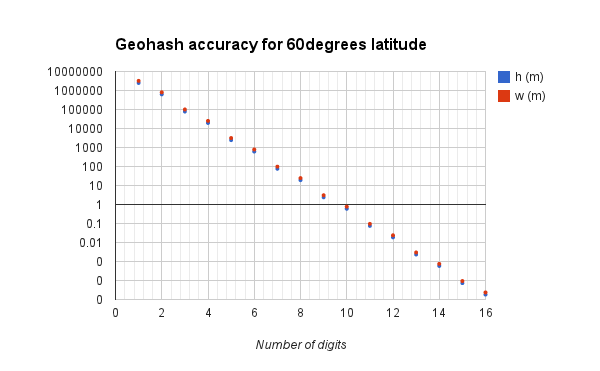 Geohash accuracy for 60degrees latitude
10000000
1000000
100000
10000
1000
100
10
1
0.1
0.01
0
0
0
0 2 4 6 8 10 12 14 16
Number of digits
h (m)
w (m)